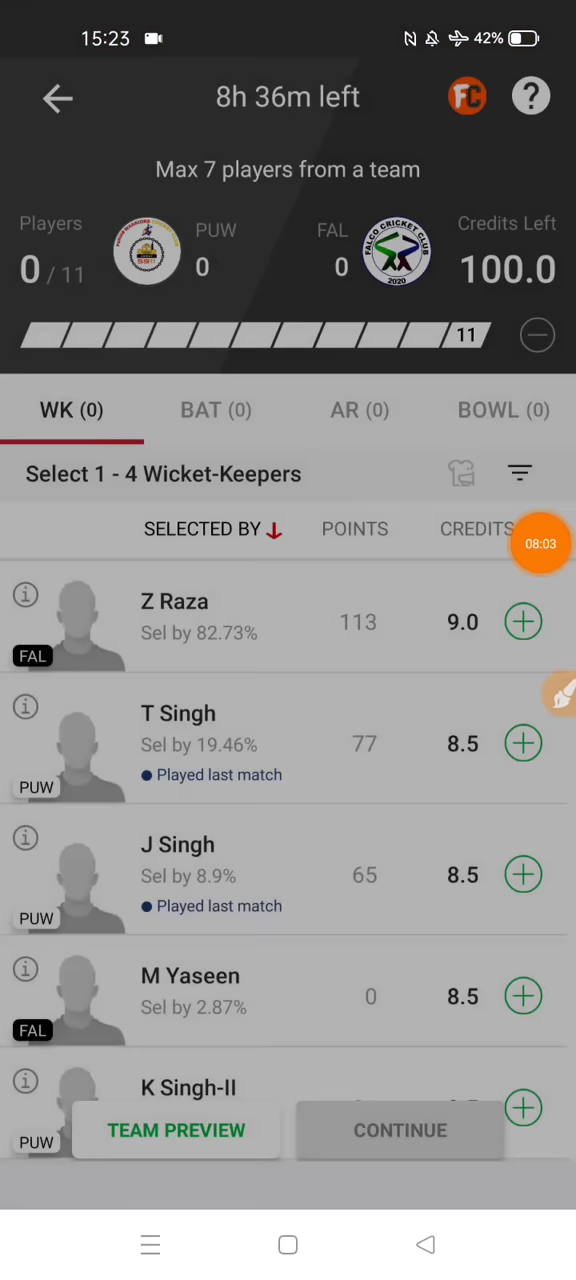 15:23 42%
8h 36m left FC ?
Max 7 players from a team
Players PUW FAL Credits Left
0 / 11 0 0 100.0
FALCO CRICKET CLUB
2020
11
WK (0) BAT (0) AR (0) BOWL (0)
Select 1 - 4 Wicket-Keepers
SELECTED BY POINTS CREDITS
08:03
Z Raza
Sel by 82.73% 113 9.0
FAL
T Singh
Sel by 19.46% 77 8.5
Played last match
PUW
J Singh
Sel by 8.9% 65 8.5
Played last match
PUW
M Yaseen
Sel by 2.87% 0 8.5
FAL
K Singh-II
PUW
TEAM PREVIEW CONTINUE